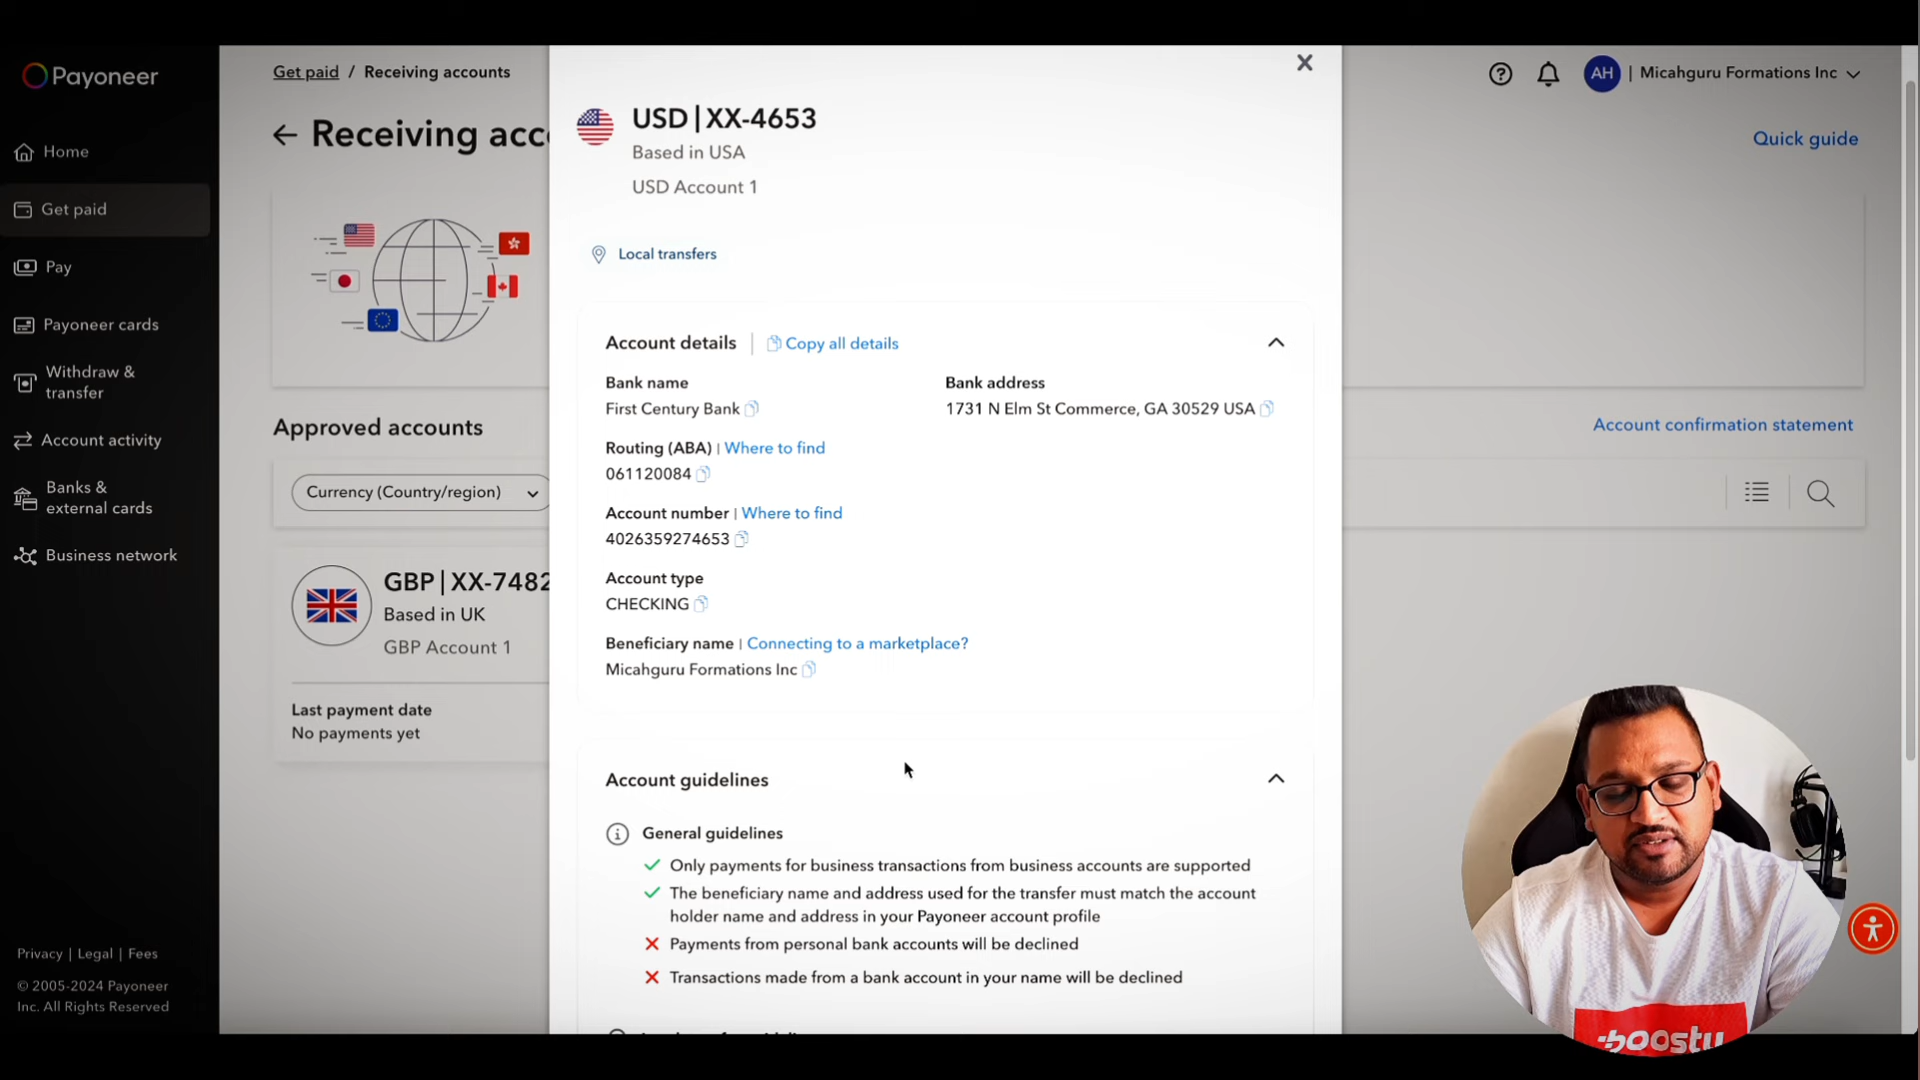 Payoneer
Home
Get paid
Pay
Payoneer cards
Withdraw &
transfer
Account activity
Banks &
external cards
Business network
Privacy | Legal | Fees
© 2005-2024 Payoneer
Inc. All Rights Reserved
Get paid / Receiving accounts
← Receiving acc
AH | Micahguru Formations Inc
Quick guide
Approved accounts
Account confirmation statement
Currency (Country/region)
GBP | XX-7482
Based in UK
GBP Account 1
Last payment date
No payments yet
USD | XX-4653
Based in USA
USD Account 1
Local transfers
Account details | Copy all details
Bank name
First Century Bank
Bank address
1731 N Elm St Commerce, GA 30529 USA
Routing (ABA) | Where to find
061120084
Account number | Where to find
4026359274653
Account type
CHECKING
Beneficiary name | Connecting to a marketplace?
Micahguru Formations Inc
Account guidelines
General guidelines
Only payments for business transactions from business accounts are supported
The beneficiary name and address used for the transfer must match the account
holder name and address in your Payoneer account profile
Payments from personal bank accounts will be declined
Transactions made from a bank account in your name will be declined